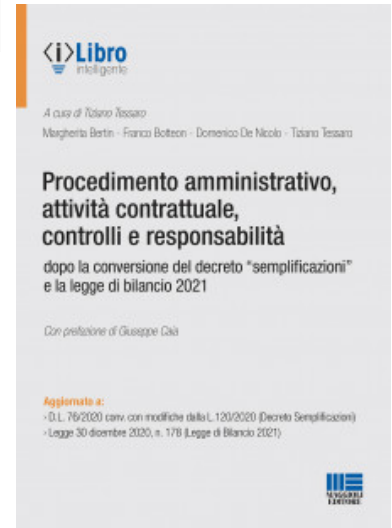 <i>Libro
intelligente
A cura di Tiziano Tessaro
Margherita Bertin - Franco Botteon - Domenico De Nicolo - Tiziano Tessaro
Procedimento amministrativo,
attività contrattuale,
controlli e responsabilità
dopo la conversione del decreto “semplificazioni”
e la legge di bilancio 2021
Con prefazione di Giuseppe Caia
Aggiornato a:
- D.L. 76/2020 conv. con modifiche dalla L. 120/2020 (Decreto Semplificazioni)
- Legge 30 dicembre 2020, n. 178 (Legge di Bilancio 2021)
MAGGIOLI
EDITORE